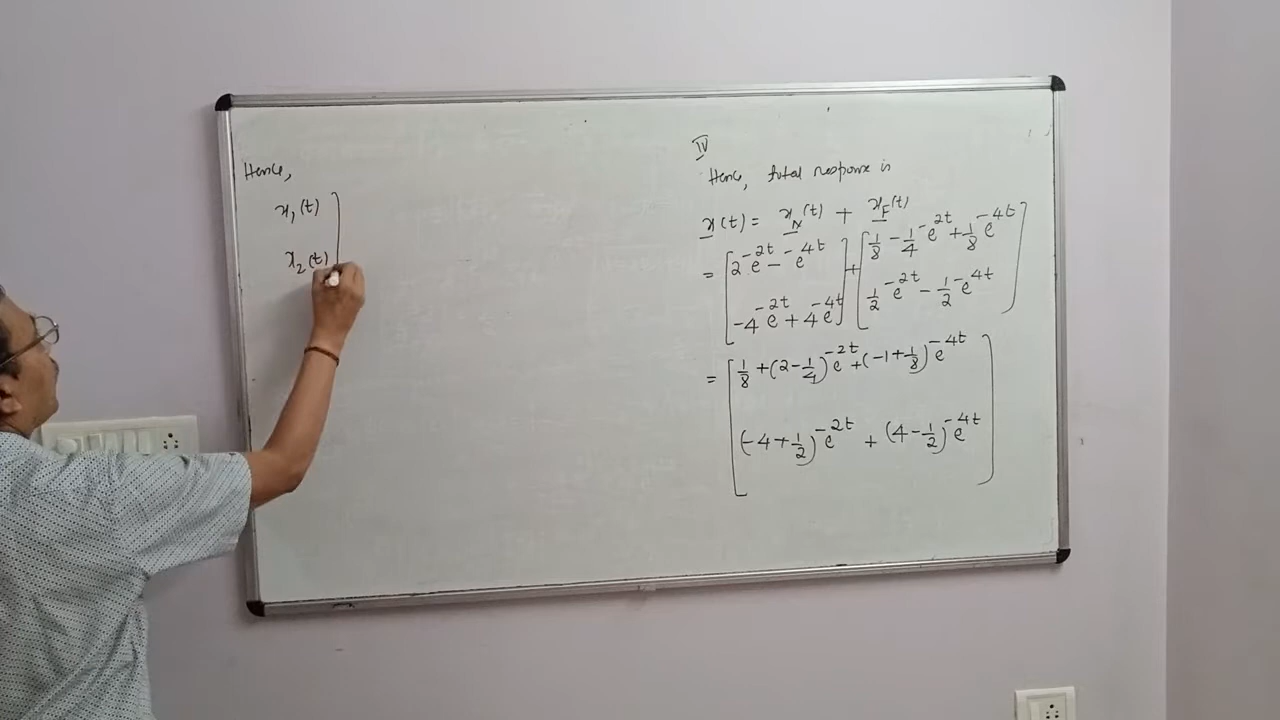 Hence,
x₁(t)
x₂(t)
IV
Hence, total response is
x(t) = x_N(t) + x_F(t)
= [2e^{-2t} - e^{-4t}] + [1/8 - 1/4 e^{-2t} + 1/8 e^{-4t}]
[-4e^{-2t} + 4e^{-4t}] [1/2 e^{-2t} - 1/2 e^{-4t}]
= [1/8 + (2 - 1/4)e^{-2t} + (-1 + 1/8)e^{-4t}]
[(-4 + 1/2)e^{-2t} + (4 - 1/2)e^{-4t}]